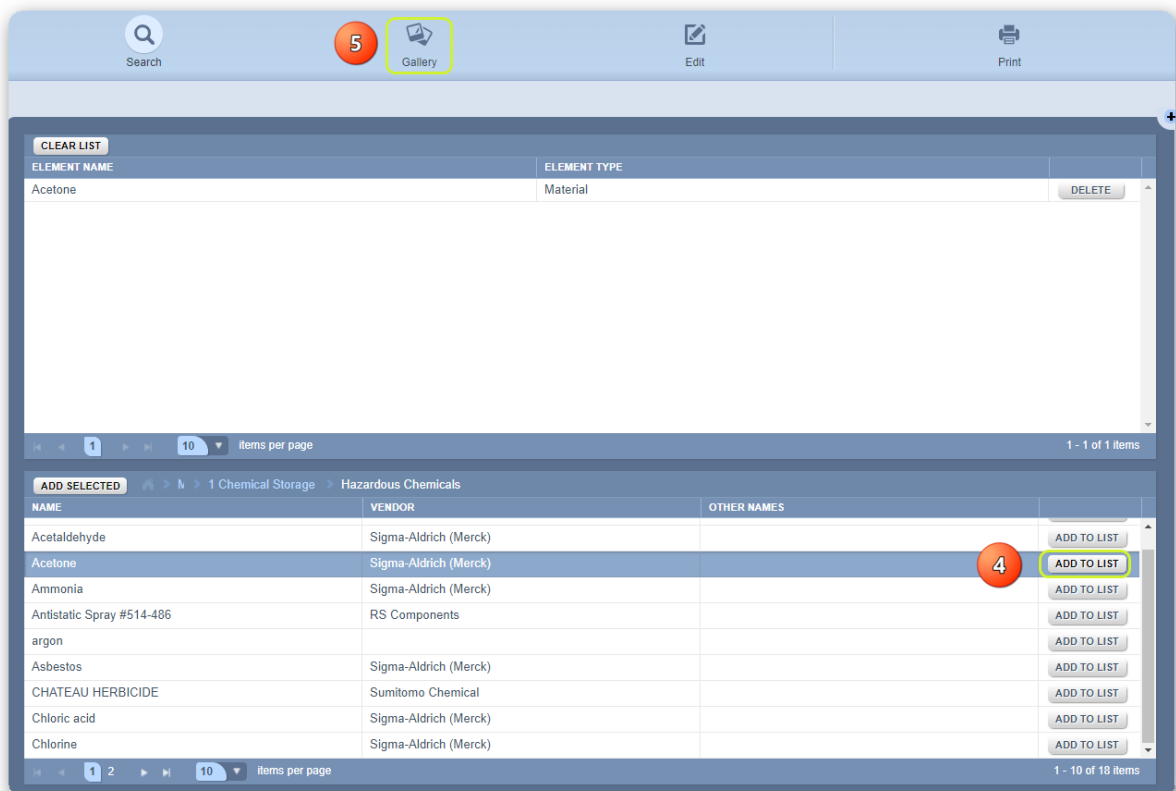 Search
5
Gallery
Edit
Print
CLEAR LIST
ELEMENT NAME ELEMENT TYPE
Acetone Material DELETE
1 10 items per page 1 - 1 of 1 items
ADD SELECTED > M > 1 Chemical Storage > Hazardous Chemicals
NAME VENDOR OTHER NAMES
Acetaldehyde Sigma-Aldrich (Merck) ADD TO LIST
Acetone Sigma-Aldrich (Merck) 4 ADD TO LIST
Ammonia Sigma-Aldrich (Merck) ADD TO LIST
Antistatic Spray #514-486 RS Components ADD TO LIST
argon ADD TO LIST
Asbestos Sigma-Aldrich (Merck) ADD TO LIST
CHATEAU HERBICIDE Sumitomo Chemical ADD TO LIST
Chloric acid Sigma-Aldrich (Merck) ADD TO LIST
Chlorine Sigma-Aldrich (Merck) ADD TO LIST
1 2 10 items per page 1 - 10 of 18 items